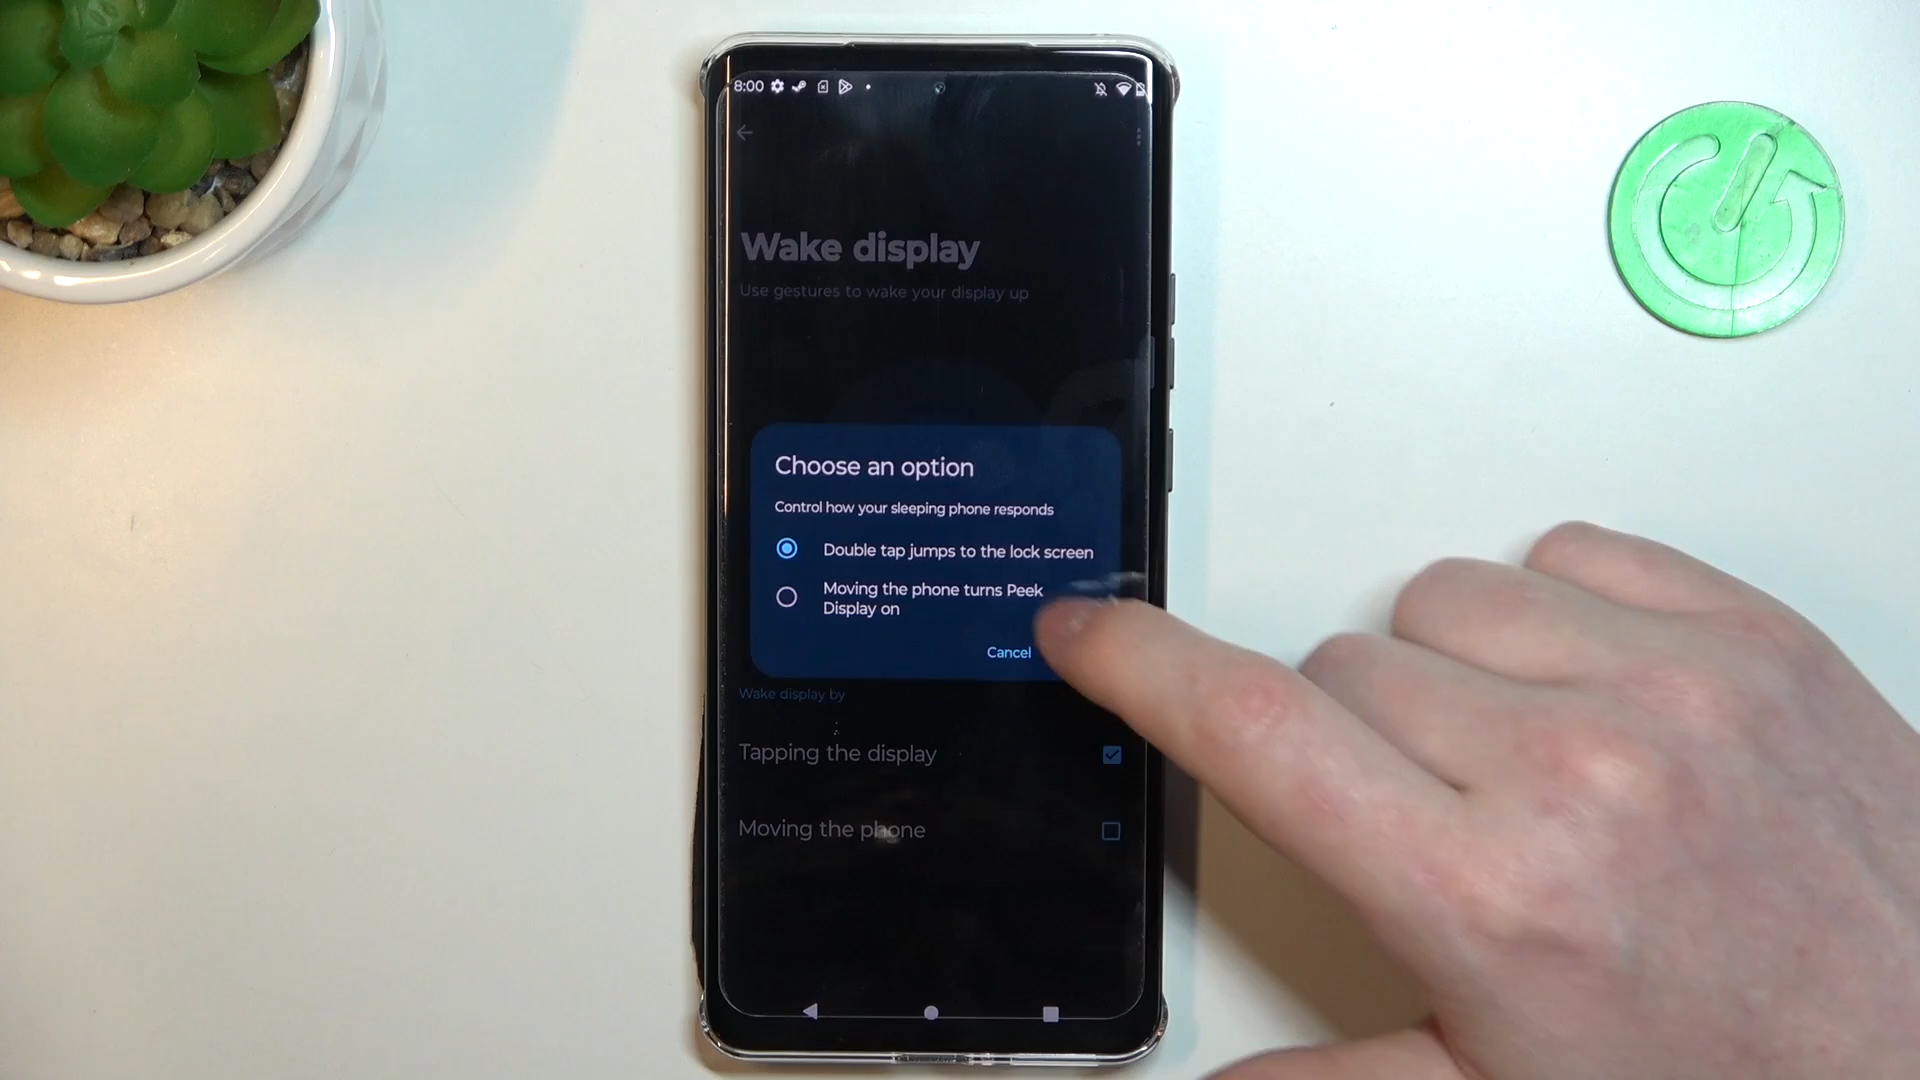 8:00
Wake display
Use gestures to wake your display up
Choose an option
Control how your sleeping phone responds
Double tap jumps to the lock screen
Moving the phone turns Peek
Display on
Cancel
Wake display by
Tapping the display
Moving the phone